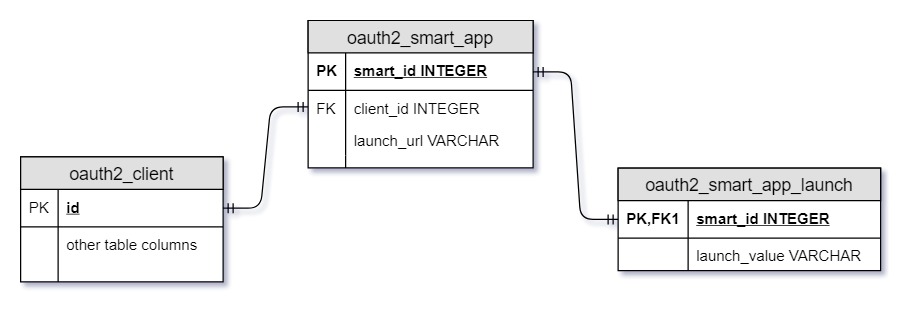 oauth2_smart_app
PK smart_id INTEGER
FK client_id INTEGER
launch_url VARCHAR
oauth2_client
PK id
other table columns
oauth2_smart_app_launch
PK,FK1 smart_id INTEGER
launch_value VARCHAR